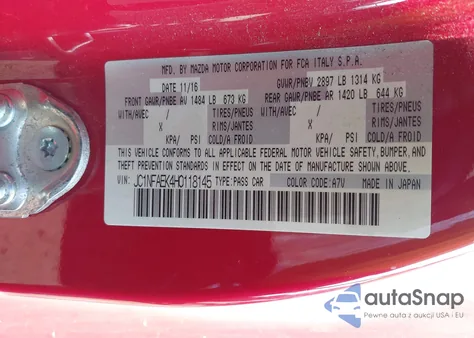 MFD. BY MAZDA MOTOR CORPORATION FOR FCA ITALY S.P.A.
DATE 11/16 GVWR/PNBV 2897 LB 1314 KG
FRONT GAWR/PNBE AV 1484 LB 673 KG REAR GAWR/PNBE AR 1420 LB 644 KG
WITH/AVEC / TIRES/PNEUS WITH/AVEC / TIRES/PNEUS
X RIMS/JANTES X RIMS/JANTES
KPA/ PSI COLD/A FROID KPA/ PSI COLD/A FROID
THIS VEHICLE CONFORMS TO ALL APPLICABLE FEDERAL MOTOR VEHICLE SAFETY, BUMPER, AND
THEFT PREVENTION STANDARDS IN EFFECT ON THE DATE OF MANUFACTURE SHOWN ABOVE.
VIN: JC1NFAEK4H0118145 TYPE: PASS CAR COLOR CODE: A7V MADE IN JAPAN
autoSnap
Pewne auta z aukcji USA i EU